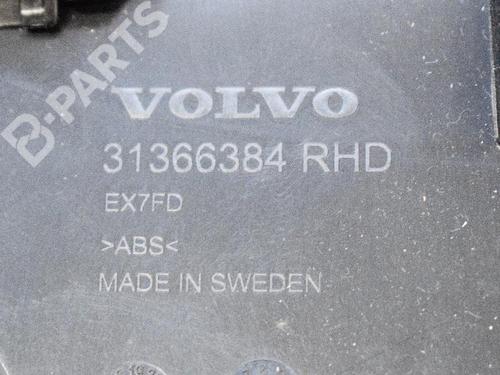 B-PARTS
VOLVO
31366384 RHD
EX7FD
>ABS<
MADE IN SWEDEN